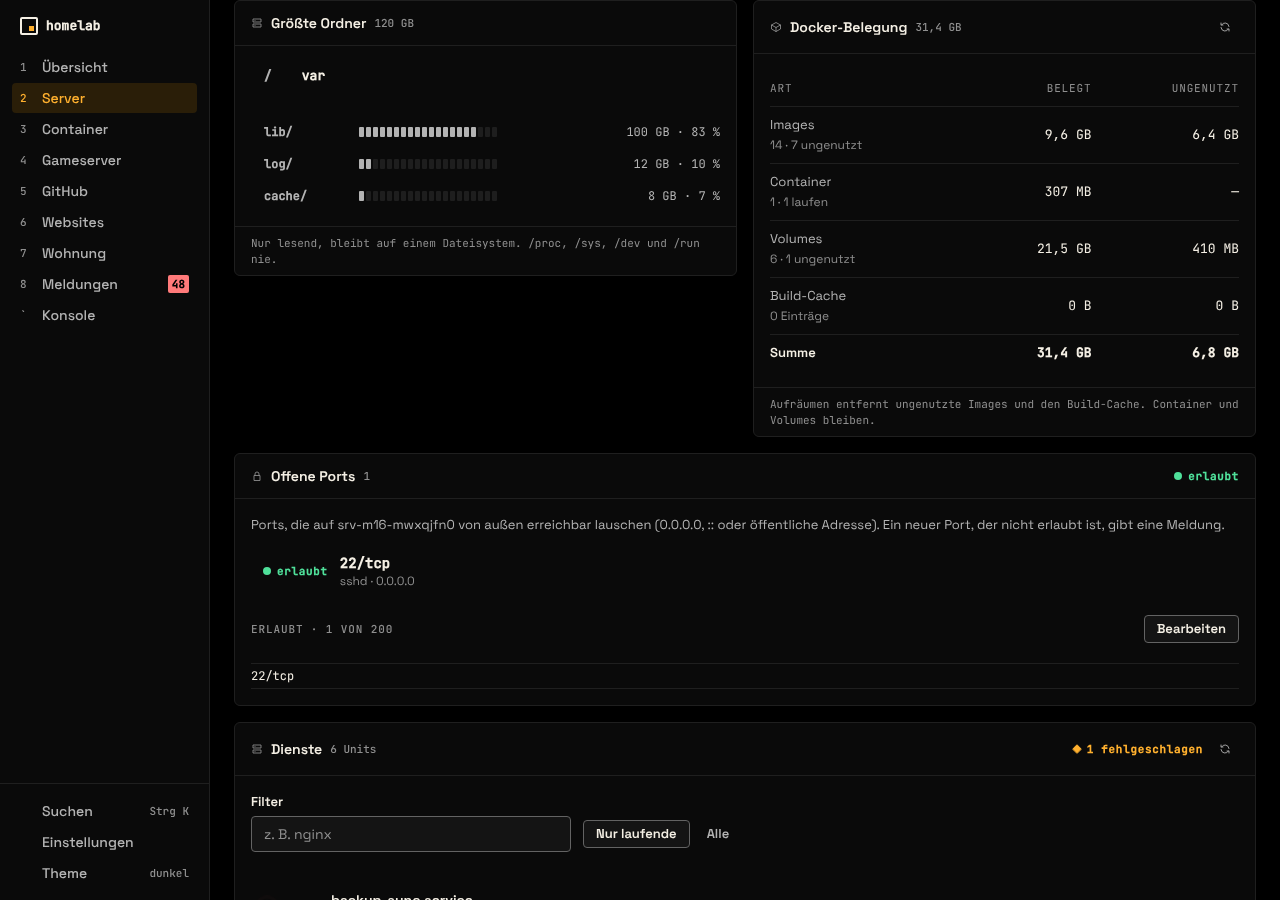 homelab
1 Übersicht
2 Server
3 Container
4 Gameserver
5 GitHub
6 Websites
7 Wohnung
8 Meldungen 48
` Konsole
Suchen Strg K
Einstellungen
Theme dunkel
Größte Ordner 120 GB
/ var
lib/ 100 GB · 83 %
log/ 12 GB · 10 %
cache/ 8 GB · 7 %
Nur lesend, bleibt auf einem Dateisystem. /proc, /sys, /dev und /run
nie.
Docker-Belegung 31,4 GB
ART BELEGT UNGENUTZT
Images 9,6 GB 6,4 GB
14 · 7 ungenutzt
Container 307 MB —
1 · 1 laufen
Volumes 21,5 GB 410 MB
6 · 1 ungenutzt
Build-Cache 0 B 0 B
0 Einträge
Summe 31,4 GB 6,8 GB
Aufräumen entfernt ungenutzte Images und den Build-Cache. Container und
Volumes bleiben.
Offene Ports 1 erlaubt
Ports, die auf srv-m16-mwxqjfn0 von außen erreichbar lauschen (0.0.0.0, :: oder öffentliche Adresse). Ein neuer Port, der nicht erlaubt ist, gibt eine Meldung.
erlaubt 22/tcp
sshd · 0.0.0.0
ERLAUBT · 1 VON 200 Bearbeiten
22/tcp
Dienste 6 Units 1 fehlgeschlagen
Filter
z. B. nginx Nur laufende Alle
backup-sync.service